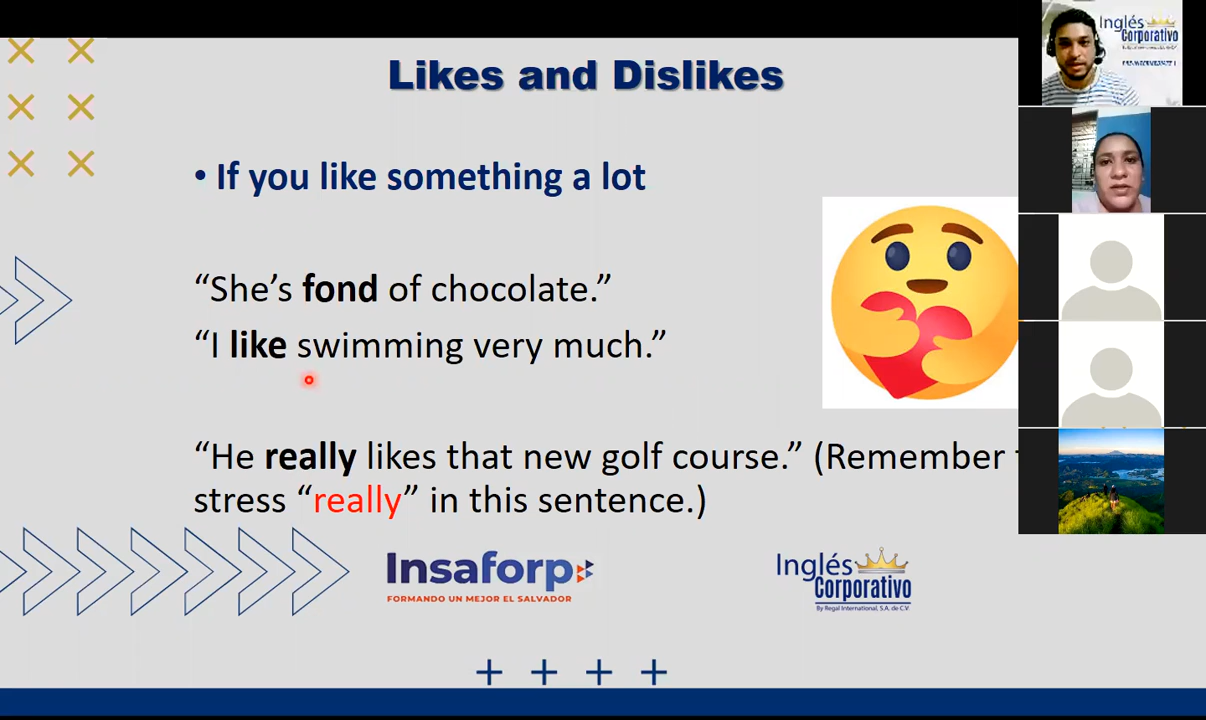 Likes and Dislikes
• If you like something a lot
“She’s fond of chocolate.”
“I like swimming very much.”
“He really likes that new golf course.” (Remember
stress “really” in this sentence.)
Insaforp
FORMANDO UN MEJOR EL SALVADOR
Inglés
Corporativo
By Regal International, S.A. de C.V.
Inglés
Corporativo